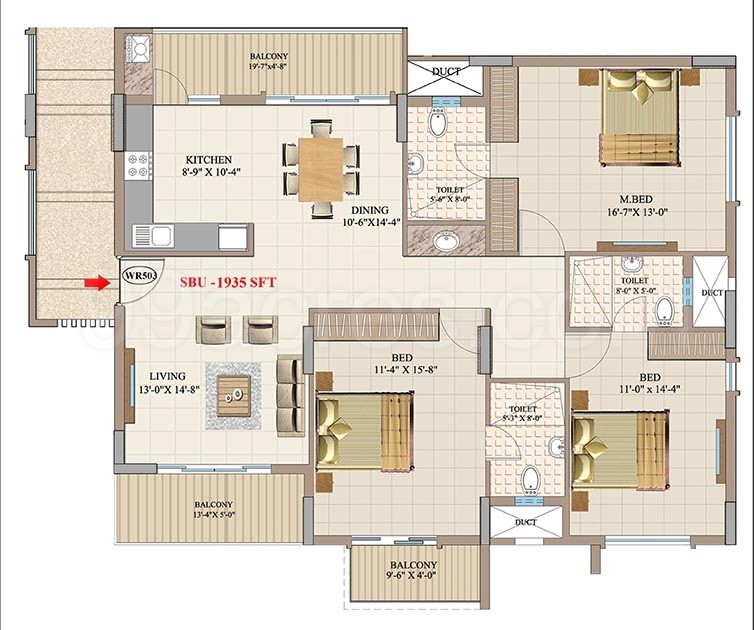 BALCONY
19'-7"x4'-8"
DUCT
KITCHEN
8'-9" X 10'-4"
DINING
10'-6"X14'-4"
TOILET
5'-6" X 8'-0"
M.BED
16'-7" X 13'-0"
WR503
SBU -1935 SFT
TOILET
8'-0" X 5'-0"
DUCT
LIVING
13'-0"X 14'-8"
BED
11'-4" X 15'-8"
BED
11'-0" x 14'-4"
TOILET
5'-3" X 8'-0"
BALCONY
13'-4"X 5'-0"
DUCT
BALCONY
9'-6" X 4'-0"